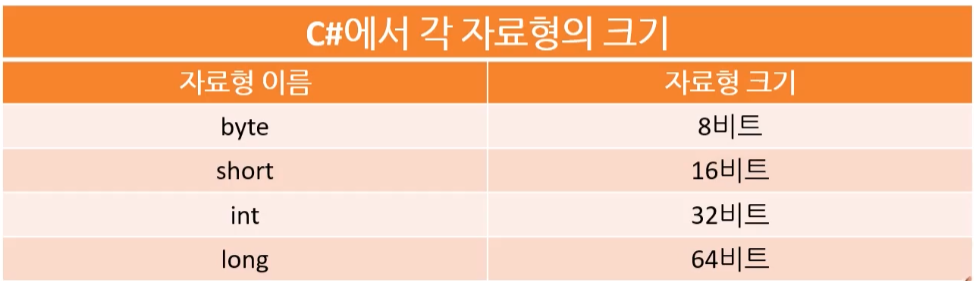 C#에서 각 자료형의 크기
자료형 이름 자료형 크기
byte 8비트
short 16비트
int 32비트
long 64비트